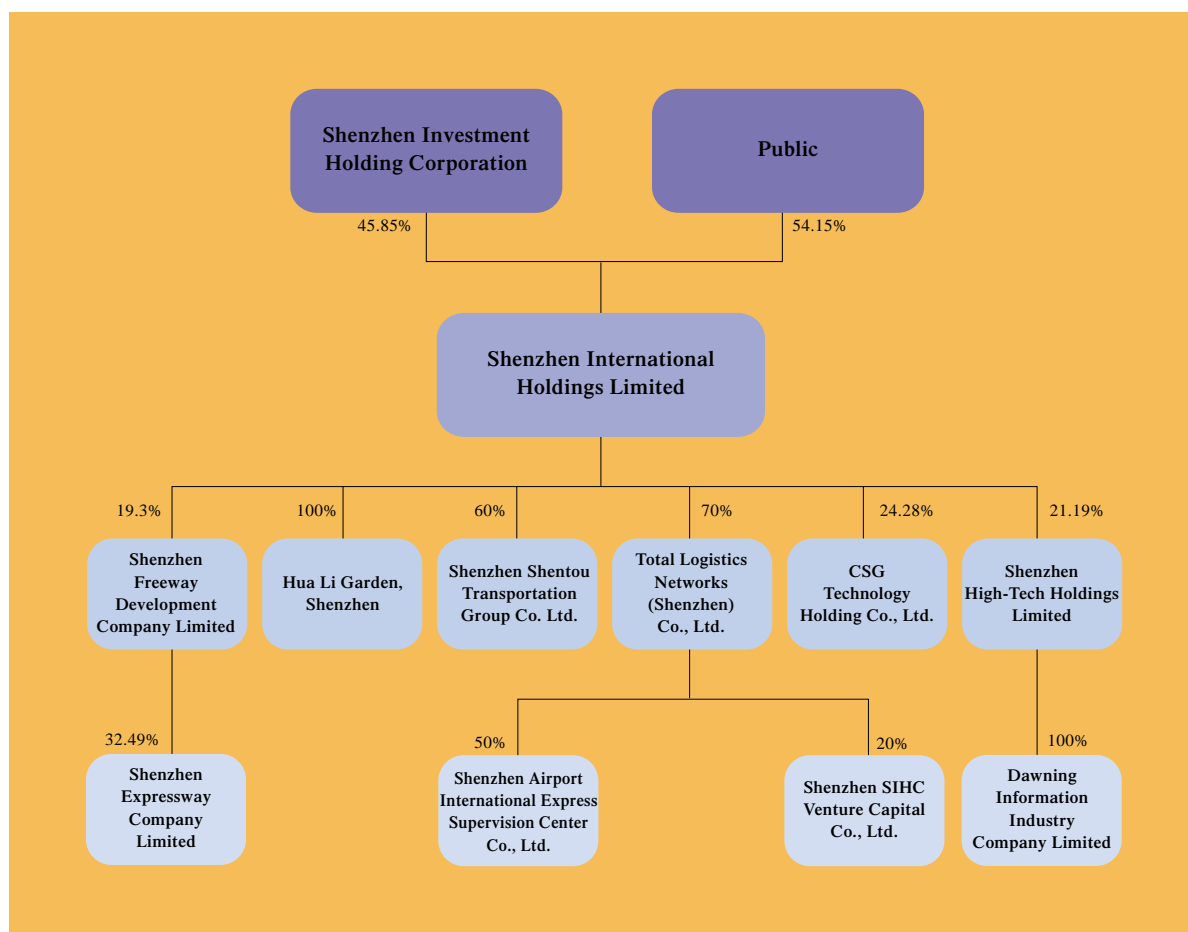 Shenzhen Investment
Holding Corporation
Public
45.85%
54.15%
Shenzhen International
Holdings Limited
19.3%
100%
60%
70%
24.28%
21.19%
Shenzhen
Freeway
Development
Company Limited
Hua Li Garden,
Shenzhen
Shenzhen Shentou
Transportation
Group Co. Ltd.
Total Logistics
Networks
(Shenzhen)
Co., Ltd.
CSG
Technology
Holding Co., Ltd.
Shenzhen
High-Tech Holdings
Limited
32.49%
50%
20%
100%
Shenzhen
Expressway
Company
Limited
Shenzhen Airport
International Express
Supervision Center
Co., Ltd.
Shenzhen SIHC
Venture Capital
Co., Ltd.
Dawning
Information
Industry
Company Limited